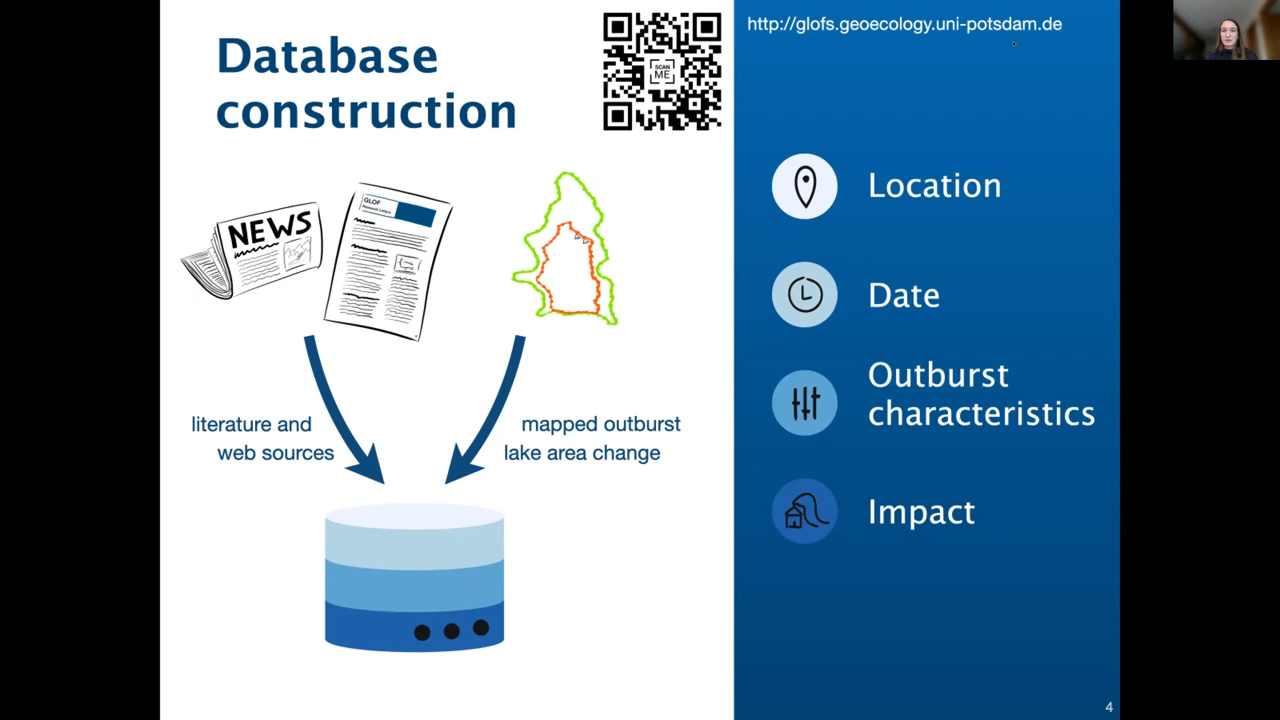 Database
construction
SCAN
ME
http://glofs.geoecology.uni-potsdam.de
NEWS
GLOF
literature and
web sources
mapped outburst
lake area change
Location
Date
Outburst
characteristics
Impact
4